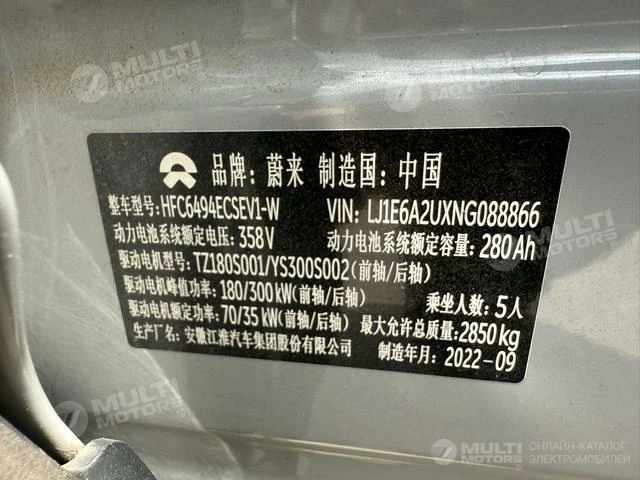 MULTI MOTORS
MULTI MOTORS
品牌: 蔚来 制造国: 中国
整车型号:HFC6494ECSEV1-W VIN: LJ1E6A2UXNG088866
动力电池系统额定电压: 358V 动力电池系统额定容量: 280Ah
驱动电机型号:TZ180S001/YS300S002(前轴/后轴)
驱动电机峰值功率: 180/300kW(前轴/后轴) 乘坐人数: 5人
驱动电机额定功率: 70/35kW(前轴/后轴) 最大允许总质量:2850kg
生产厂名: 安徽江淮汽车集团股份有限公司 制造年月: 2022-09
MULTI MOTORS
MULTI MOTORS
ОНЛАЙН-КАТАЛОГ
ЭЛЕКТРОМОБИЛЕЙ